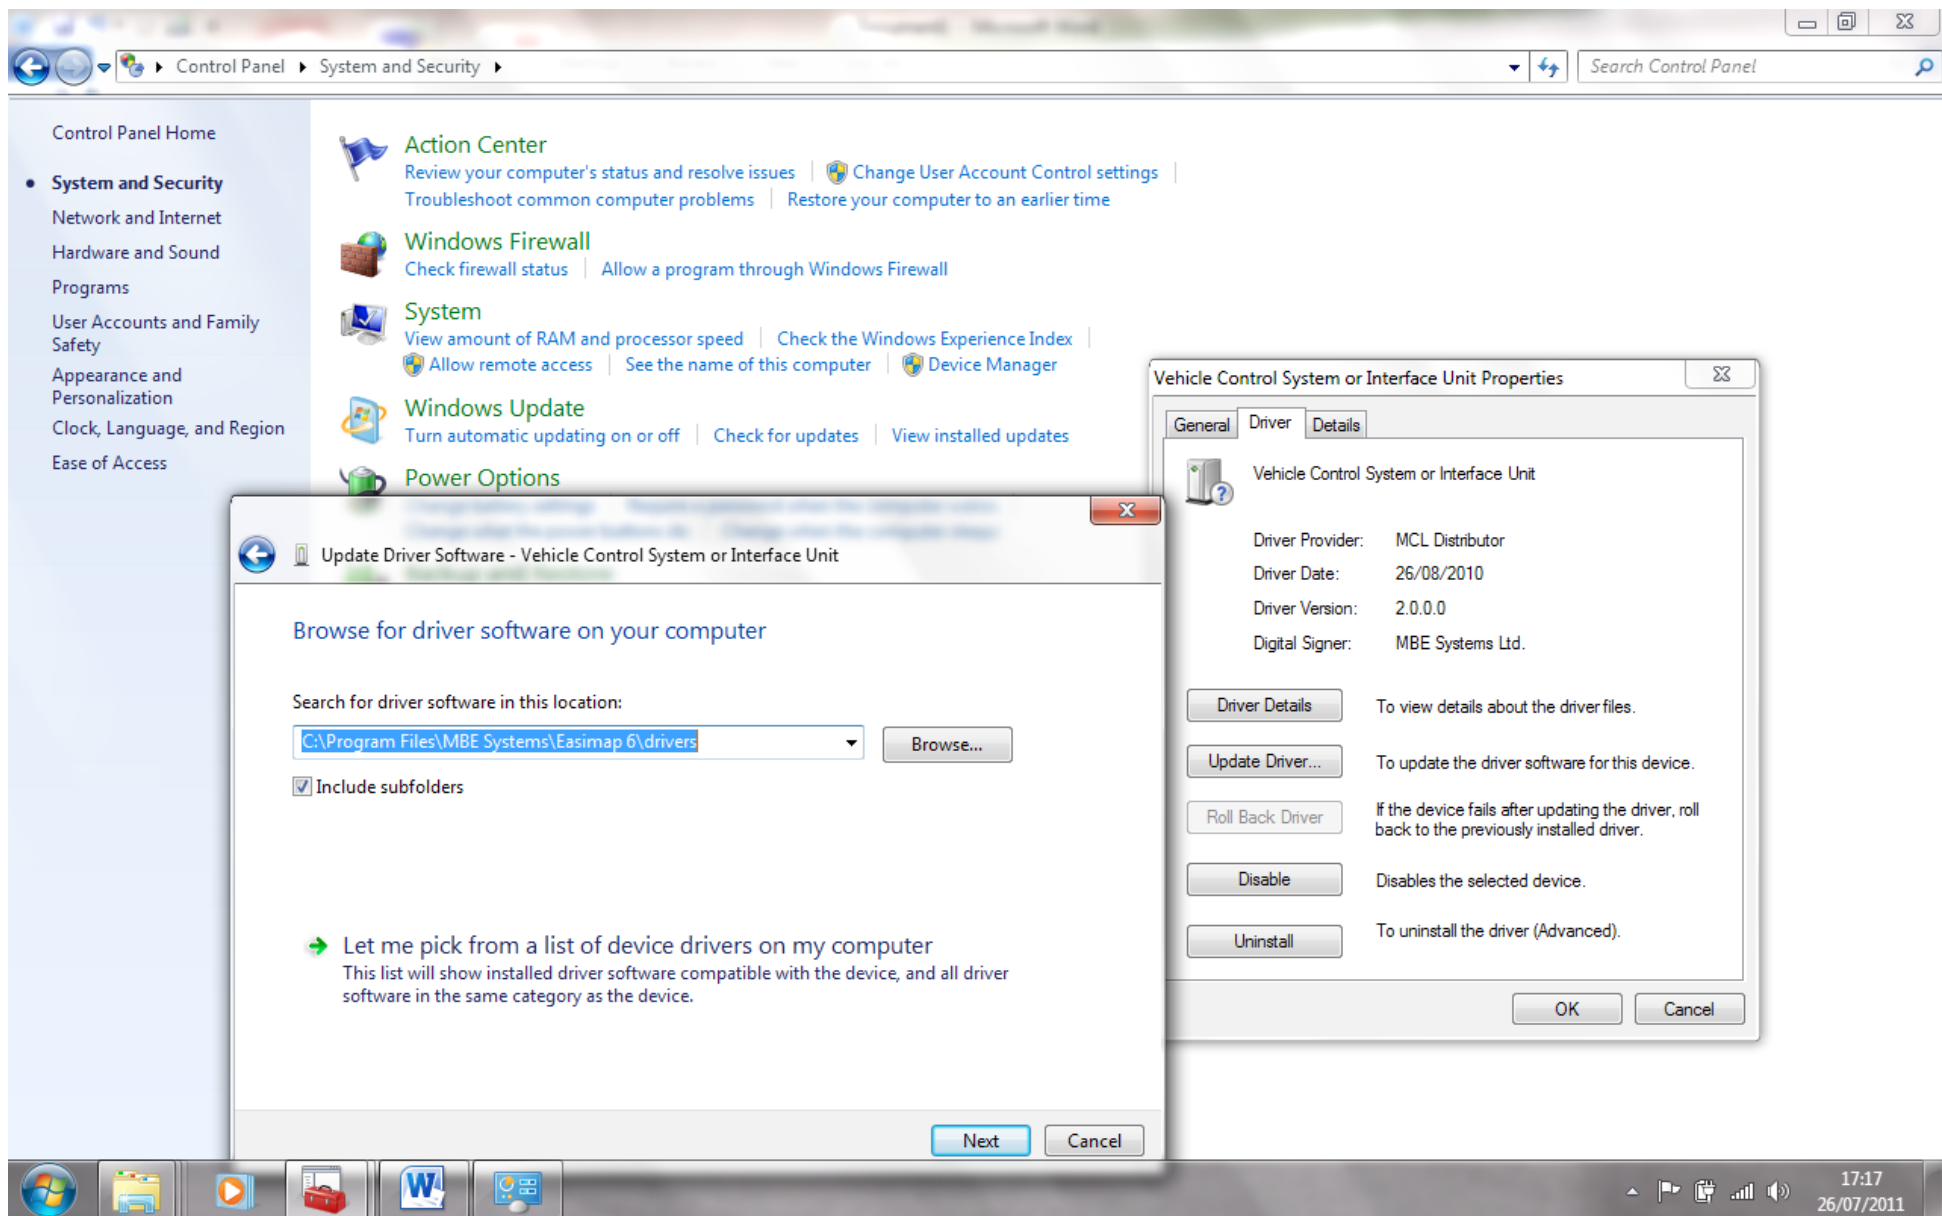 Control Panel ▸ System and Security ▸
Search Control Panel
Control Panel Home
System and Security
Network and Internet
Hardware and Sound
Programs
User Accounts and Family
Safety
Appearance and
Personalization
Clock, Language, and Region
Ease of Access
Action Center
Review your computer's status and resolve issues | Change User Account Control settings
Troubleshoot common computer problems | Restore your computer to an earlier time
Windows Firewall
Check firewall status | Allow a program through Windows Firewall
System
View amount of RAM and processor speed | Check the Windows Experience Index
Allow remote access | See the name of this computer | Device Manager
Windows Update
Turn automatic updating on or off | Check for updates | View installed updates
Power Options
Update Driver Software - Vehicle Control System or Interface Unit
Browse for driver software on your computer
Search for driver software in this location:
C:\Program Files\MBE Systems\Easimap 6\drivers
Browse...
Include subfolders
Let me pick from a list of device drivers on my computer
This list will show installed driver software compatible with the device, and all driver
software in the same category as the device.
Next Cancel
Vehicle Control System or Interface Unit Properties
General Driver Details
Vehicle Control System or Interface Unit
Driver Provider: MCL Distributor
Driver Date: 26/08/2010
Driver Version: 2.0.0.0
Digital Signer: MBE Systems Ltd.
Driver Details To view details about the driver files.
Update Driver... To update the driver software for this device.
Roll Back Driver If the device fails after updating the driver, roll
back to the previously installed driver.
Disable Disables the selected device.
Uninstall To uninstall the driver (Advanced).
OK Cancel
17:17
26/07/2011